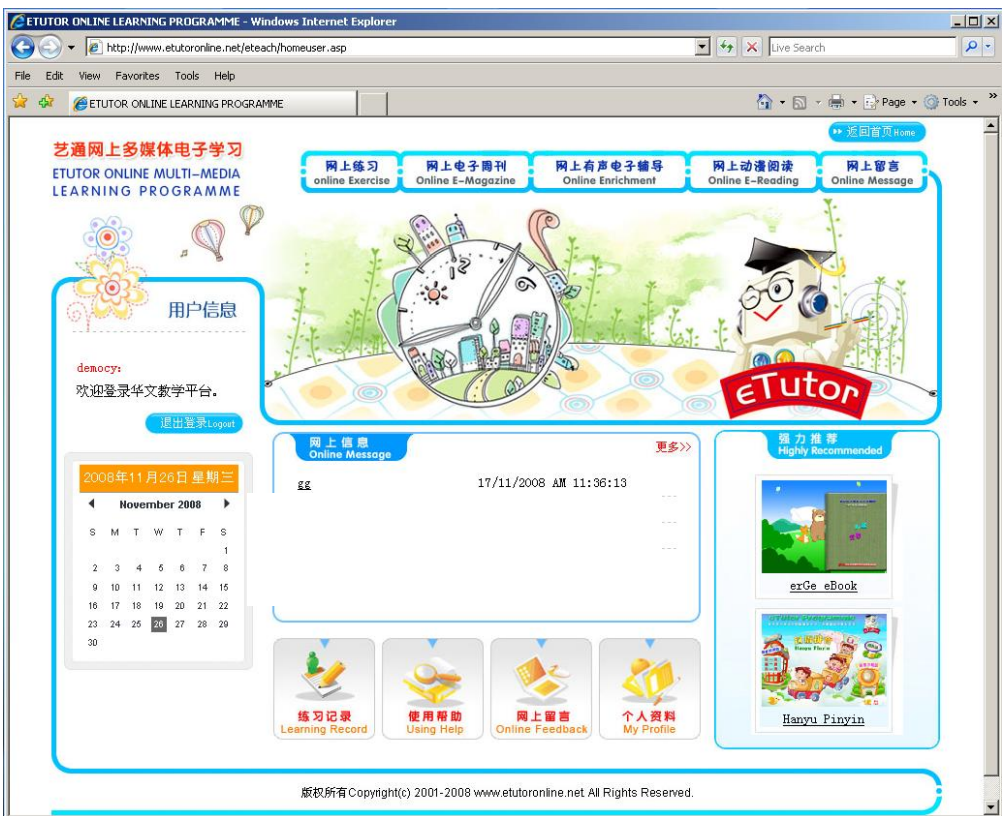 ETUTOR ONLINE LEARNING PROGRAMME - Windows Internet Explorer
http://www.etutoronline.net/eteach/homeuser.asp
Live Search
File Edit View Favorites Tools Help
ETUTOR ONLINE LEARNING PROGRAMME
Page Tools
返回首页Home
艺通网上多媒体电子学习
ETUTOR ONLINE MULTI-MEDIA
LEARNING PROGRAMME
网上练习 网上电子周刊 网上有声电子辅导 网上动漫阅读 网上留言
online Exercise Online E-Magazine Online Enrichment Online E-Reading Online Message
用户信息
democy:
欢迎登录华文教学平台。
退出登录Logout
12
eTutor
2008年11月26日 星期三
November 2008
S M T W T F S
1
2 3 4 5 6 7 8
9 10 11 12 13 14 15
16 17 18 19 20 21 22
23 24 25 26 27 28 29
30
网上信息
Online Message
更多>>
gg 17/11/2008 AM 11:36:13
强力推荐
Highly Recommended
erGe eBook
Hanyu Pinyin
练习记录 使用帮助 网上留言 个人资料
Learning Record Using Help Online Feedback My Profile
版权所有Copyright(c) 2001-2008 www.etutoronline.net All Rights Reserved.